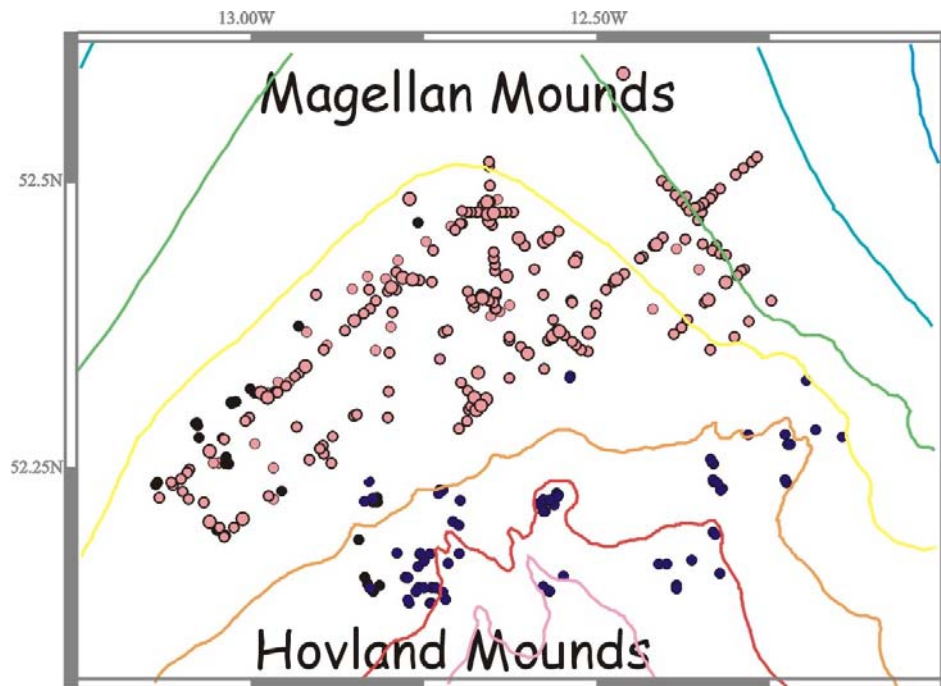 13.00W 12.50W
Magellan Mounds
52.5N
52.25N
Hovland Mounds